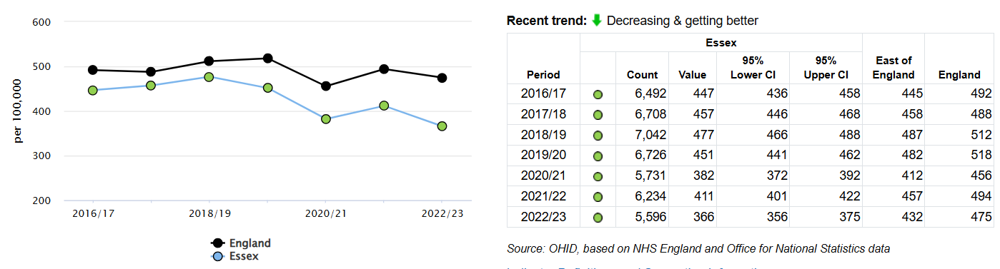 600
500
400
300
200
per 100,000
2016/17 2018/19 2020/21 2022/23
England
Essex
Recent trend: Decreasing & getting better
Essex
Period Count Value 95% Lower CI 95% Upper CI East of England England
2016/17 6,492 447 436 458 445 492
2017/18 6,708 457 446 468 458 488
2018/19 7,042 477 466 488 487 512
2019/20 6,726 451 441 462 482 518
2020/21 5,731 382 372 392 412 456
2021/22 6,234 411 401 422 457 494
2022/23 5,596 366 356 375 432 475
Source: OHID, based on NHS England and Office for National Statistics data